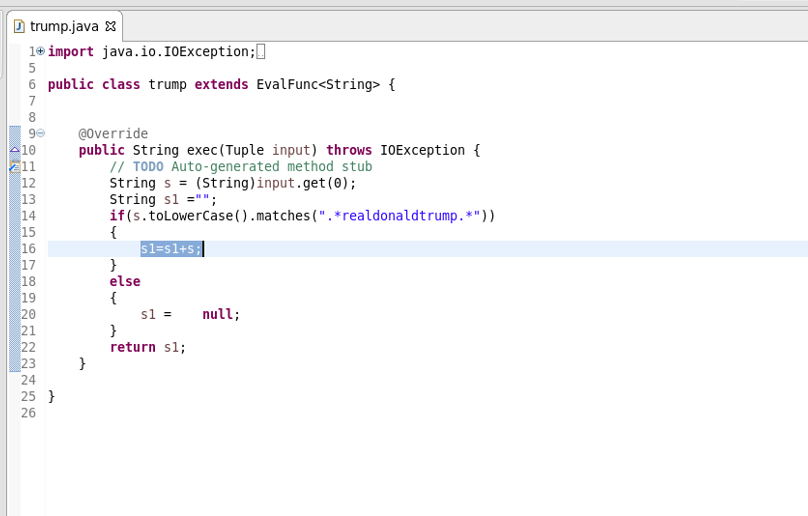 trump.java
1 import java.io.IOException;
5
6 public class trump extends EvalFunc<String> {
7
8
9 @Override
10 public String exec(Tuple input) throws IOException {
11 // TODO Auto-generated method stub
12 String s = (String)input.get(0);
13 String s1 ="";
14 if(s.toLowerCase().matches(".*realdonaldtrump.*"))
15 {
16 s1=s1+s;
17 }
18 else
19 {
20 s1 =    null;
21 }
22 return s1;
23 }
24
25 }
26